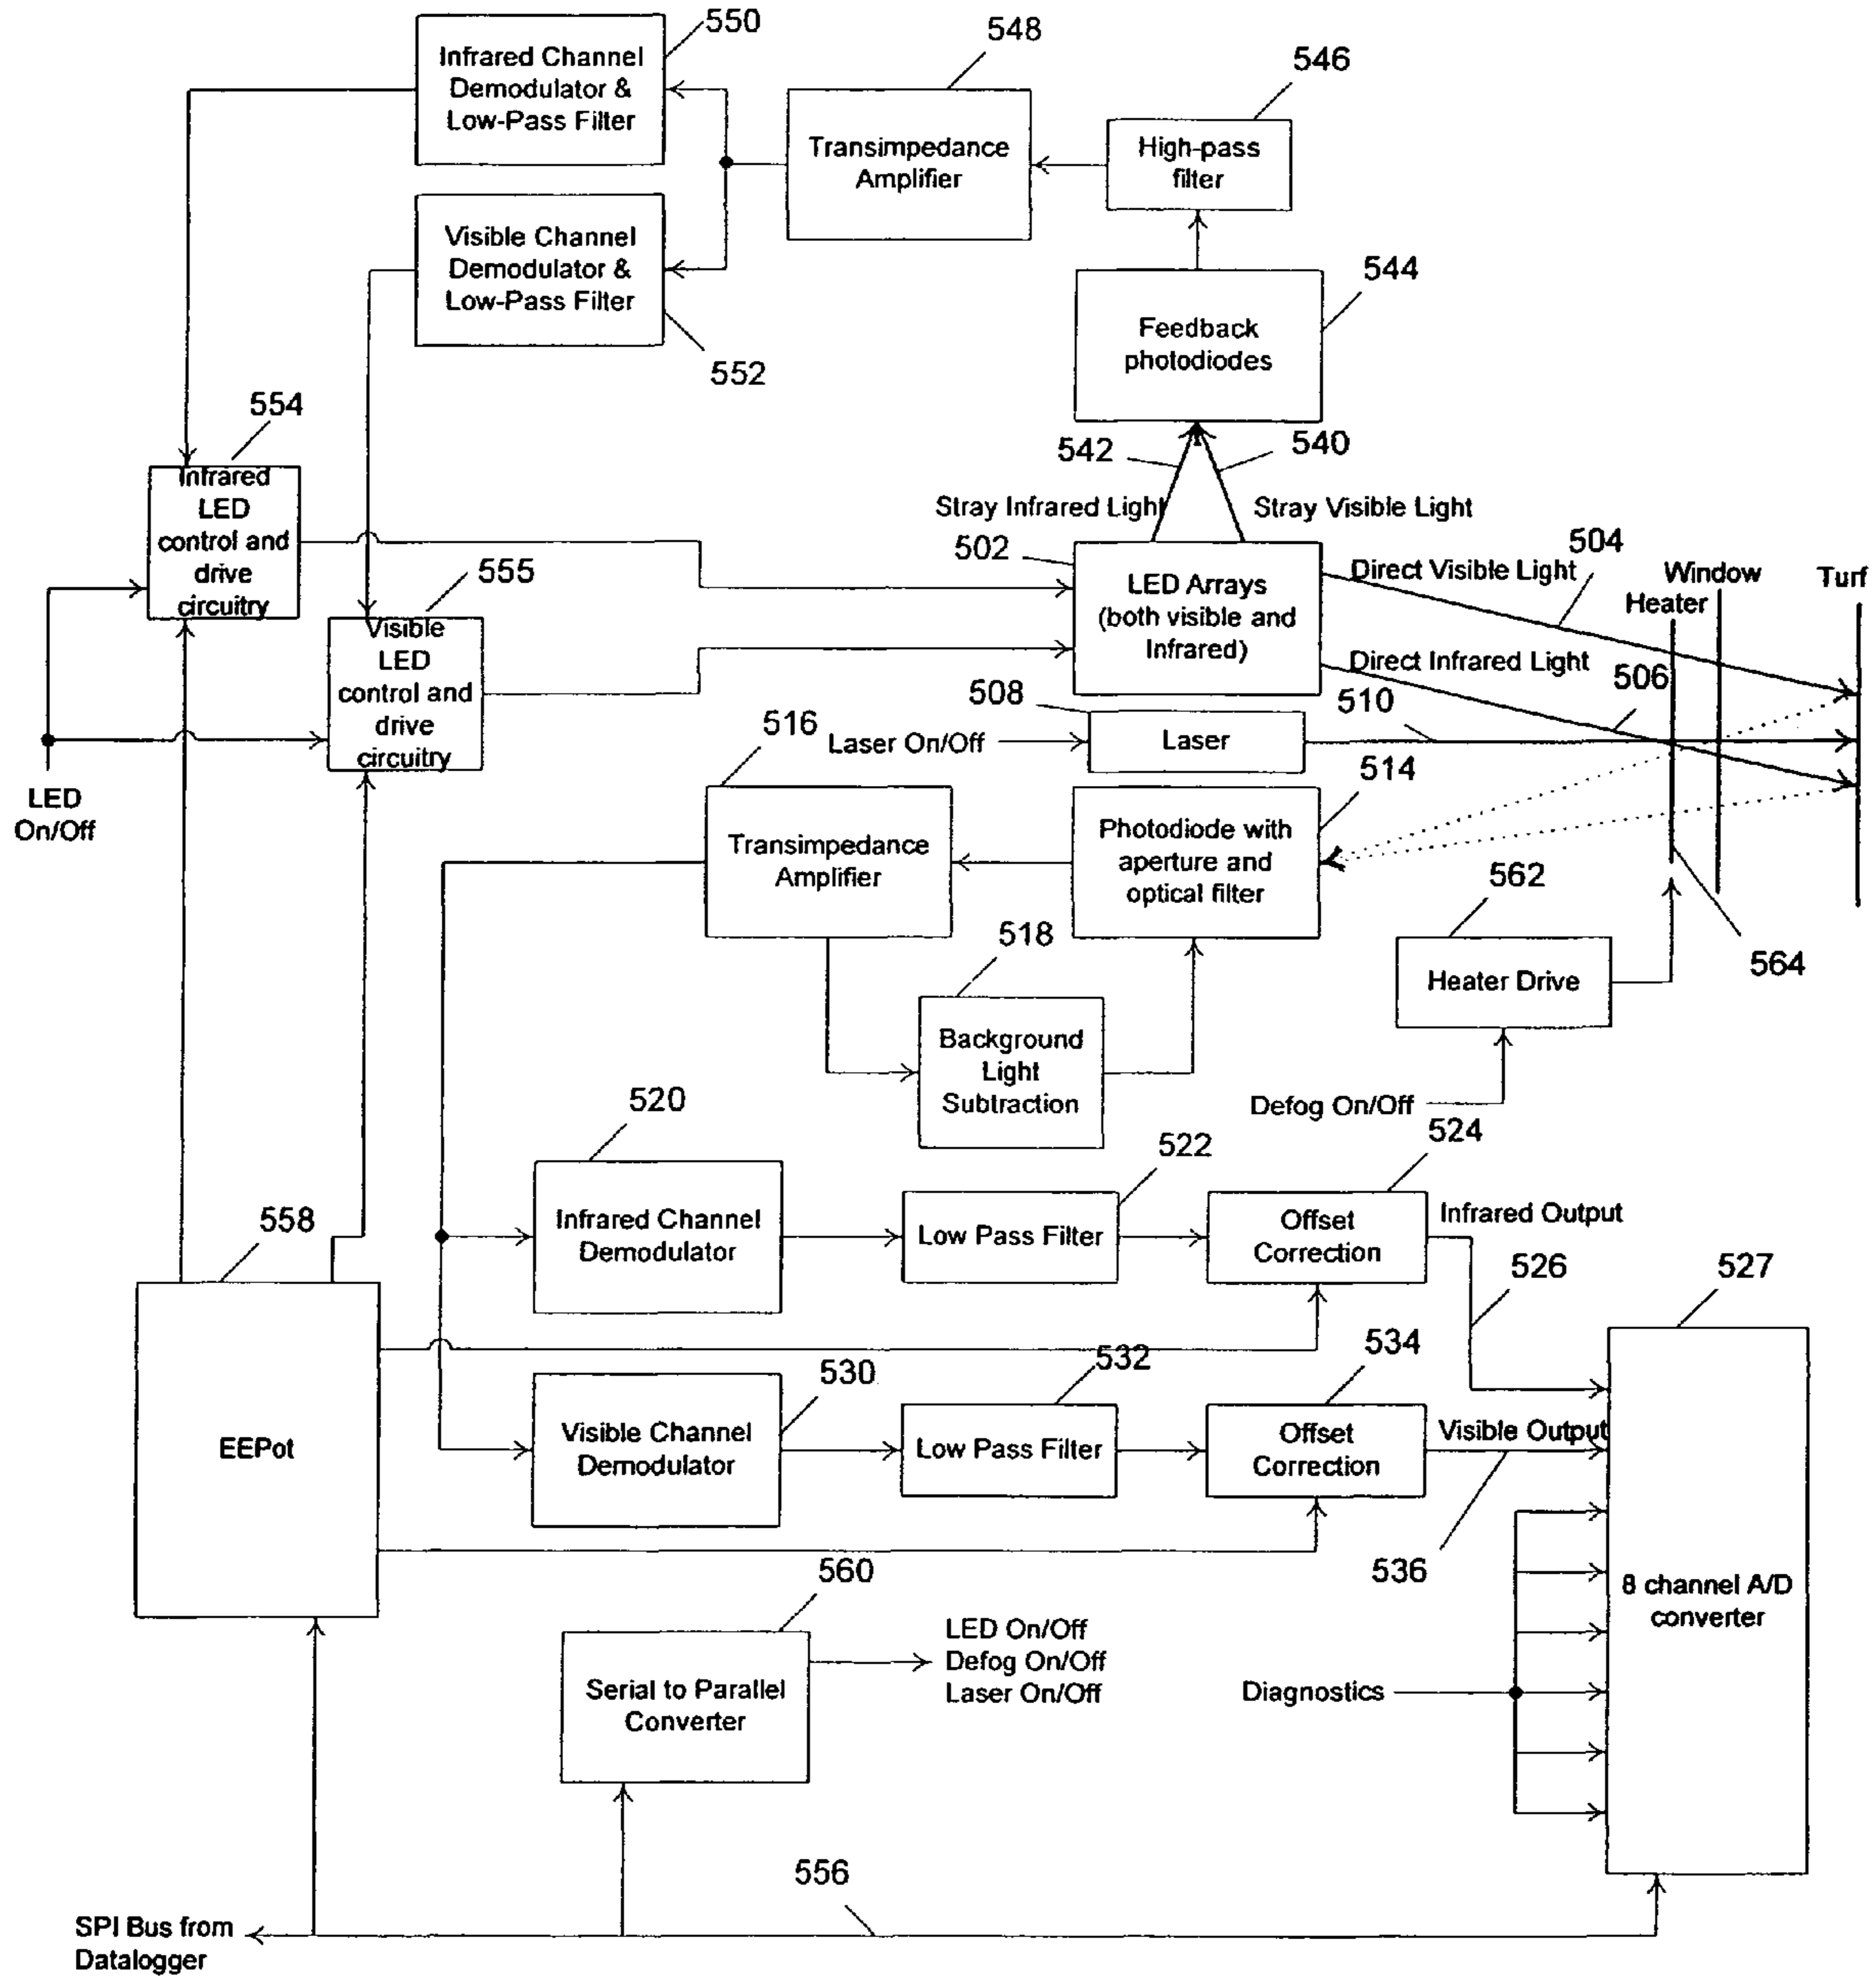 550
548
546
Infrared Channel
Demodulator &
Low-Pass Filter
Transimpedance
Amplifier
High-pass
filter
Visible Channel
Demodulator &
Low-Pass Filter
552
544
Feedback
photodiodes
554
542
540
Stray Infrared Light
Stray Visible Light
Infrared
LED
control and
drive
circuitry
555
502
LED Arrays
(both visible and
Infrared)
504
Direct Visible Light
Window
Heater
Turf
Visible
LED
control and
drive
circuitry
Direct Infrared Light
506
508
510
516
Laser On/Off
Laser
514
LED
On/Off
Transimpedance
Amplifier
Photodiode with
aperture and
optical filter
562
518
564
Heater Drive
Background
Light
Subtraction
520
Defog On/Off
524
522
558
Infrared Channel
Demodulator
Low Pass Filter
Offset
Correction
Infrared Output
526
527
534
532
530
EEPot
Visible Channel
Demodulator
Low Pass Filter
Offset
Correction
Visible Output
536
560
8 channel A/D
converter
LED On/Off
Defog On/Off
Laser On/Off
Serial to Parallel
Converter
Diagnostics
556
SPI Bus from
Datalogger